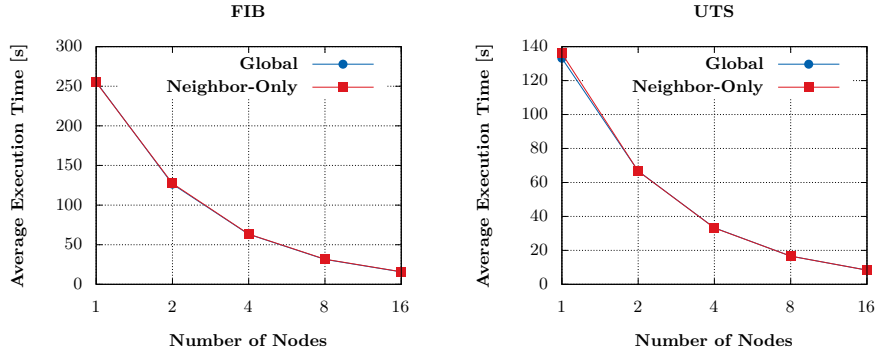 FIB
Average Execution Time [s]
300
250
200
150
100
50
0
Global
Neighbor-Only
1 2 4 8 16
Number of Nodes
UTS
Average Execution Time [s]
140
120
100
80
60
40
20
0
Global
Neighbor-Only
1 2 4 8 16
Number of Nodes